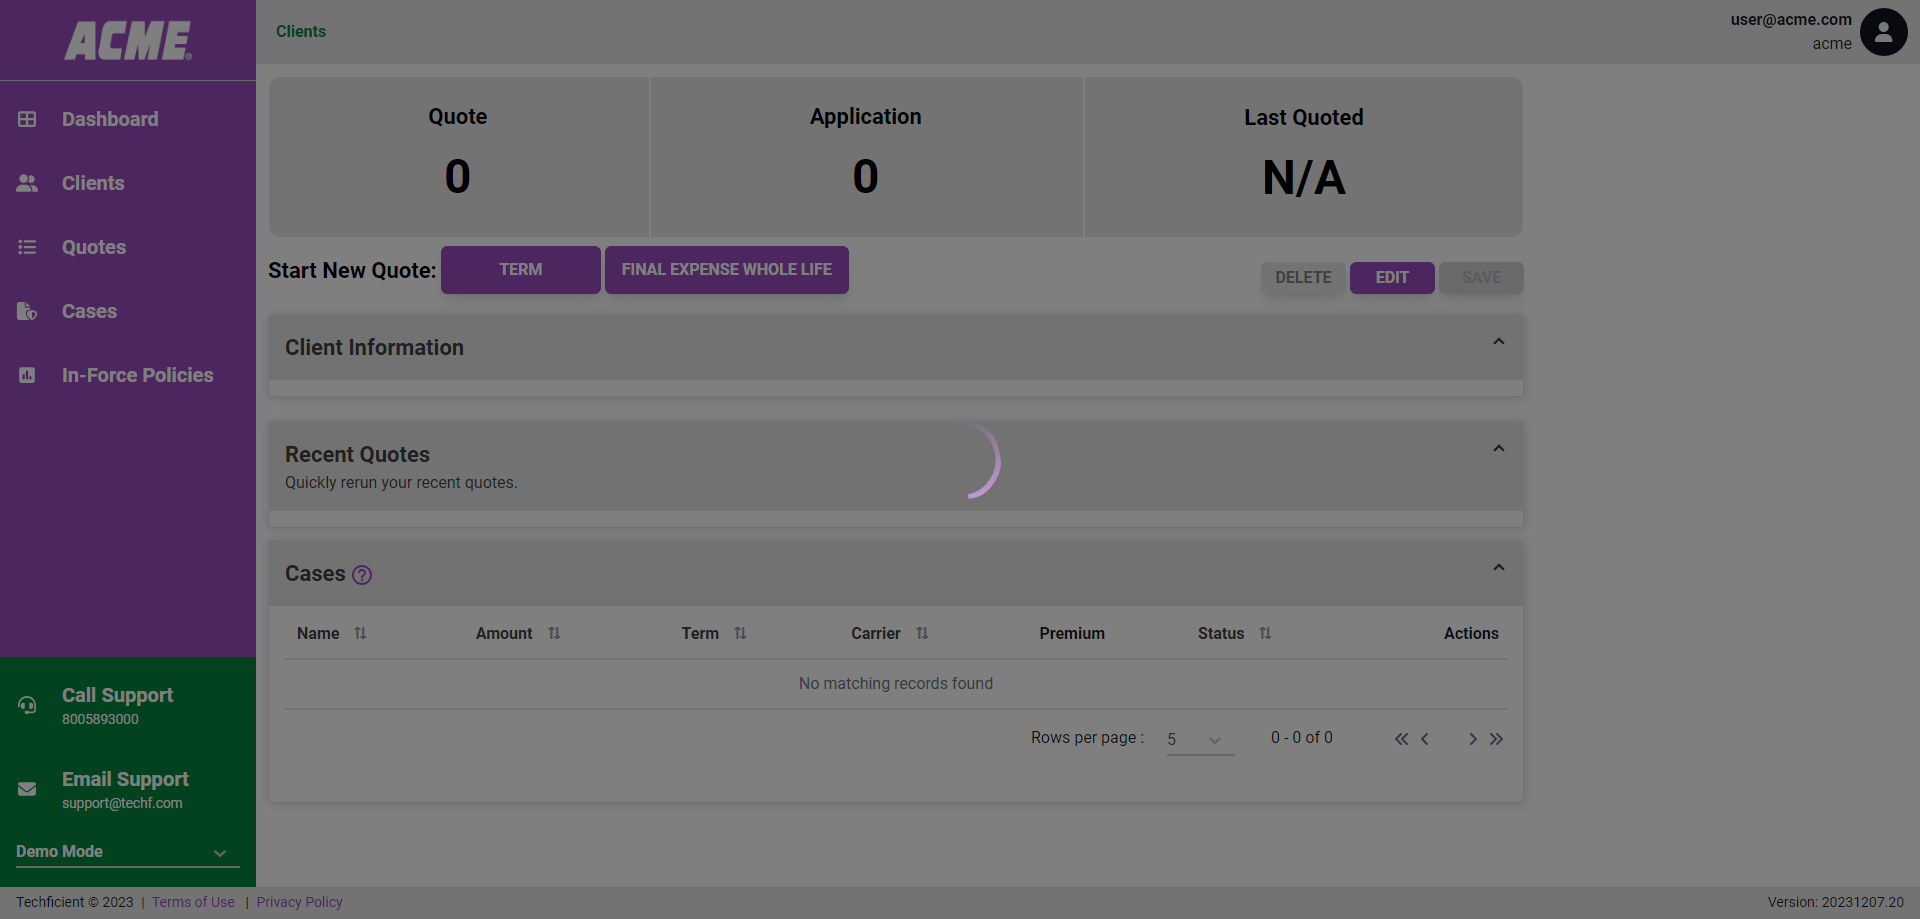 ACME®
Clients
user@acme.com
acme
Dashboard
Clients
Quotes
Cases
In-Force Policies
Quote
0
Application
0
Last Quoted
N/A
Start New Quote:
TERM
FINAL EXPENSE WHOLE LIFE
DELETE
EDIT
SAVE
Client Information
Recent Quotes
Quickly rerun your recent quotes.
Cases ?
Name Amount Term Carrier Premium Status Actions
No matching records found
Rows per page : 5 0 - 0 of 0
Call Support
8005893000
Email Support
support@techf.com
Demo Mode
Techficient © 2023 | Terms of Use | Privacy Policy
Version: 20231207.20